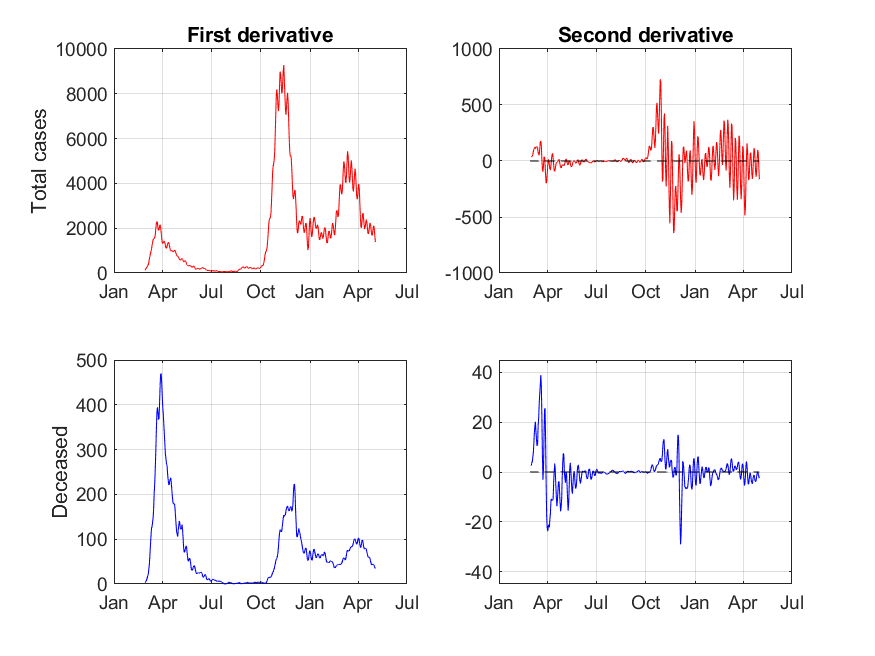 First derivative
Second derivative
Total cases
10000
8000
6000
4000
2000
0
Jan Apr Jul Oct Jan Apr Jul
1000
500
0
-500
-1000
Jan Apr Jul Oct Jan Apr Jul
Deceased
500
400
300
200
100
0
Jan Apr Jul Oct Jan Apr Jul
40
20
0
-20
-40
Jan Apr Jul Oct Jan Apr Jul